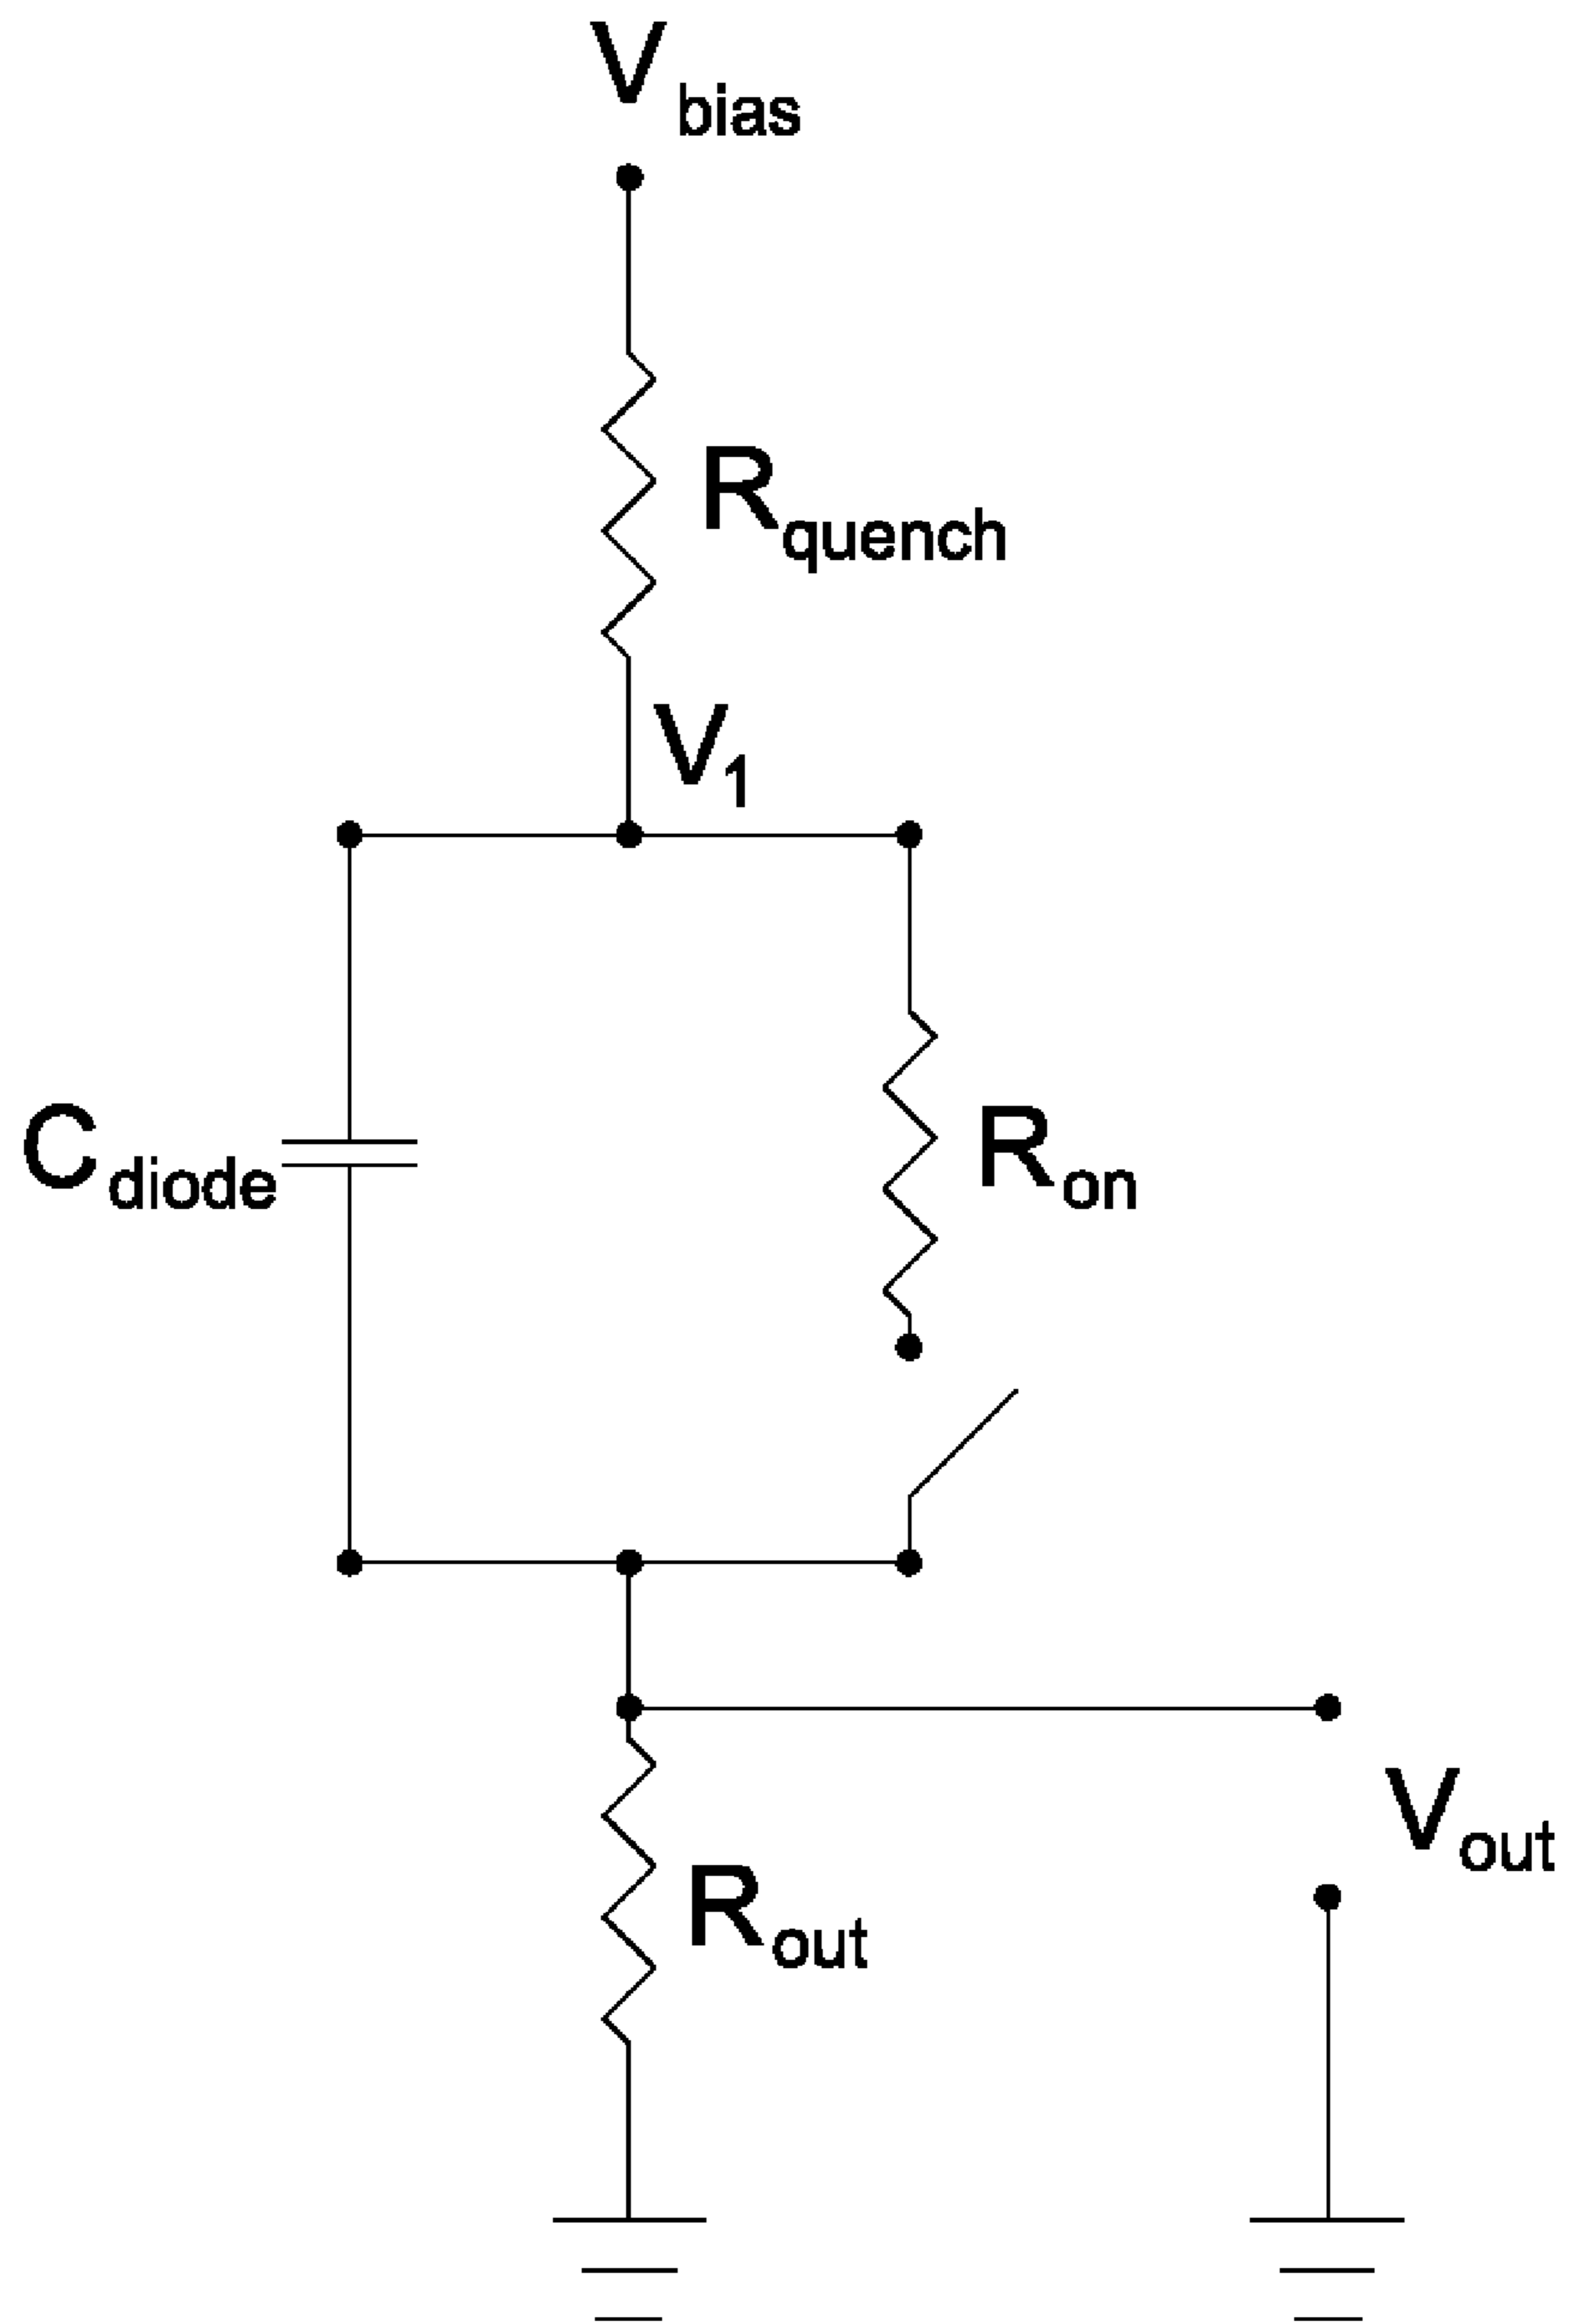 Vbias
Rquench
V1
Cdiode
Ron
Vout
Rout